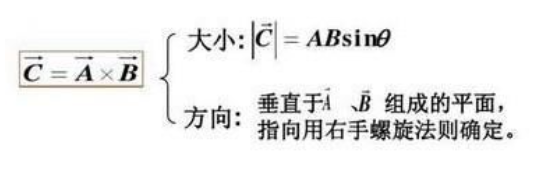 大小: |C⃗| = ABsinθ
C⃗ = A⃗ × B⃗
方向: 垂直于A⃗ 、B⃗ 组成的平面，
指向用右手螺旋法则确定。